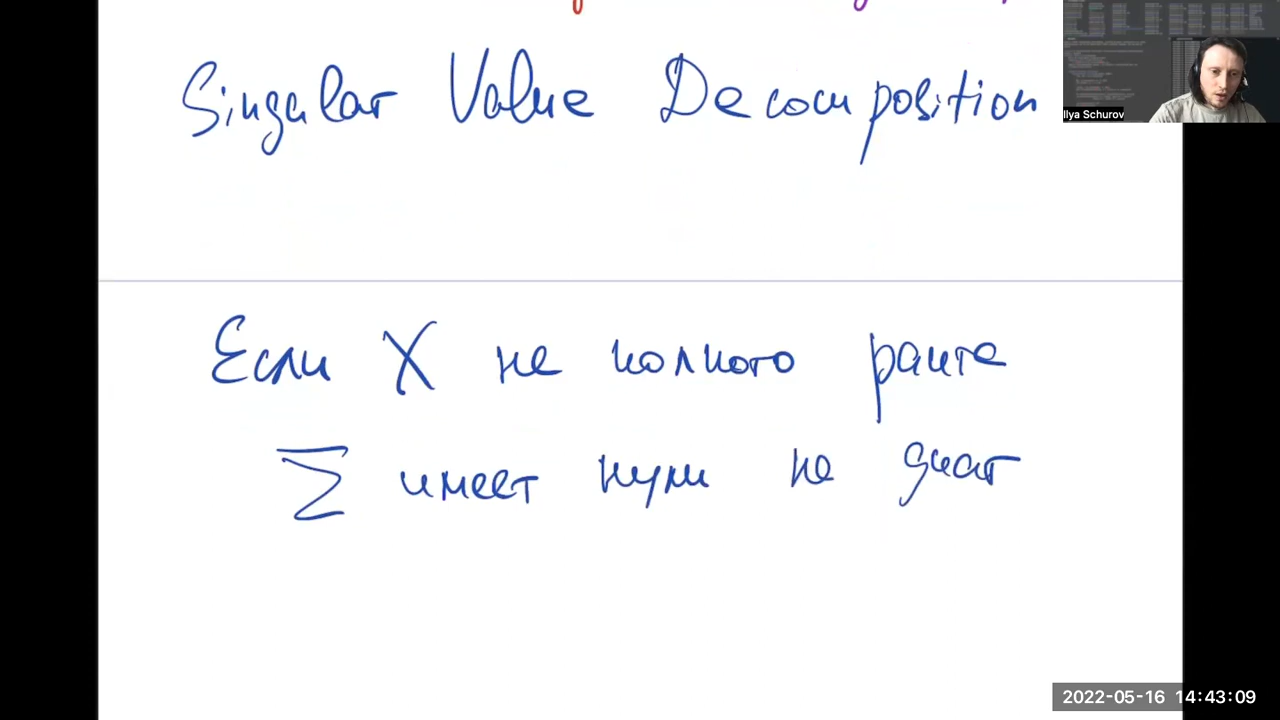 Singular Value Decomposition
Ilya Schurov
Если X не полного ранга
Σ имеет нули на диаг
2022-05-16 14:43:09